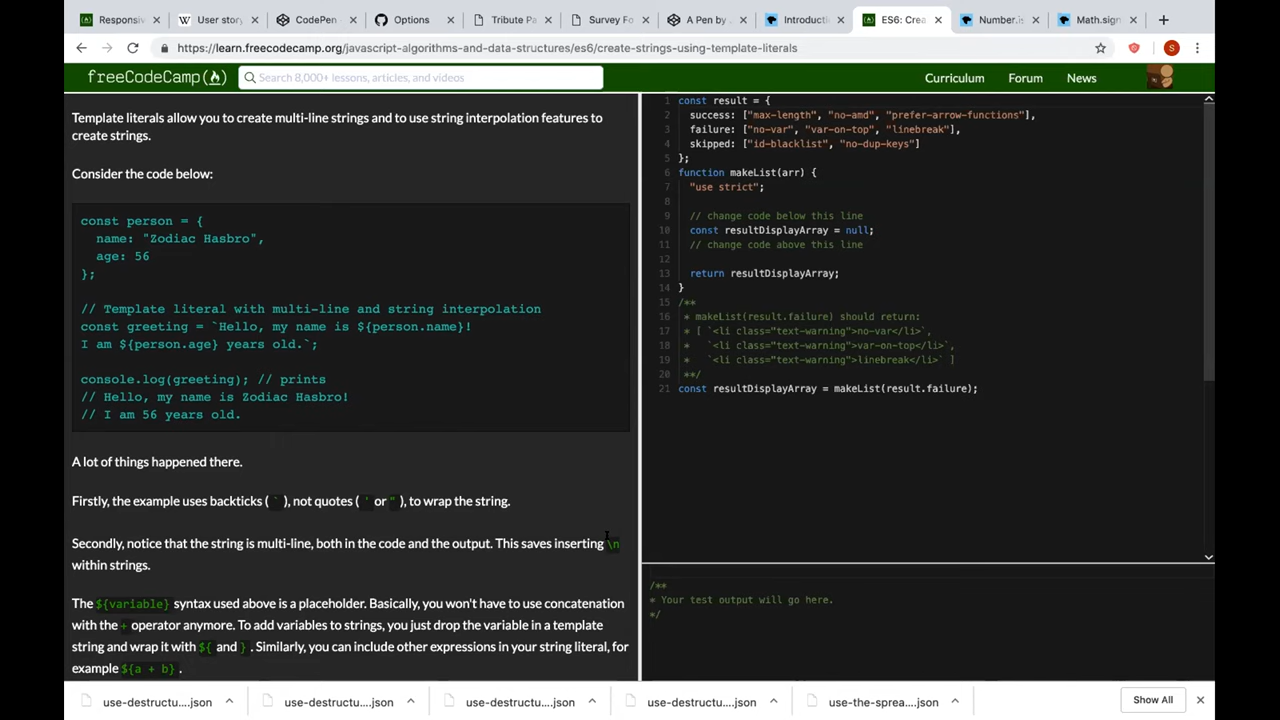 Responsiv
User story
CodePen
Options
Tribute Pa
Survey Fo
A Pen by
Introducti
ES6: Crea
Number.is
Math.sign
https://learn.freecodecamp.org/javascript-algorithms-and-data-structures/es6/create-strings-using-template-literals
S
freeCodeCamp
Search 8,000+ lessons, articles, and videos
Curriculum
Forum
News
Template literals allow you to create multi-line strings and to use string interpolation features to
create strings.
Consider the code below:
const person = {
name: "Zodiac Hasbro",
age: 56
};
// Template literal with multi-line and string interpolation
const greeting = `Hello, my name is ${person.name}!
I am ${person.age} years old.`;
console.log(greeting); // prints
// Hello, my name is Zodiac Hasbro!
// I am 56 years old.
A lot of things happened there.
Firstly, the example uses backticks ( ` ), not quotes ( ' or " ), to wrap the string.
Secondly, notice that the string is multi-line, both in the code and the output. This saves inserting \n
within strings.
The ${variable} syntax used above is a placeholder. Basically, you won't have to use concatenation
with the + operator anymore. To add variables to strings, you just drop the variable in a template
string and wrap it with ${ and } . Similarly, you can include other expressions in your string literal, for
example ${a + b} .
1 const result = {
2 success: ["max-length", "no-amd", "prefer-arrow-functions"],
3 failure: ["no-var", "var-on-top", "linebreak"],
4 skipped: ["id-blacklist", "no-dup-keys"]
5 };
6 function makeList(arr) {
7 "use strict";
8
9 // change code below this line
10 const resultDisplayArray = null;
11 // change code above this line
12
13 return resultDisplayArray;
14 }
15 /**
16 * makeList(result.failure) should return:
17 * [ `<li class="text-warning">no-var</li>`,
18 * `<li class="text-warning">var-on-top</li>`,
19 * `<li class="text-warning">linebreak</li>` ]
20 **/
21 const resultDisplayArray = makeList(result.failure);
/**
* Your test output will go here.
*/
use-destructu....json
use-destructu....json
use-destructu....json
use-destructu....json
use-the-sprea....json
Show All